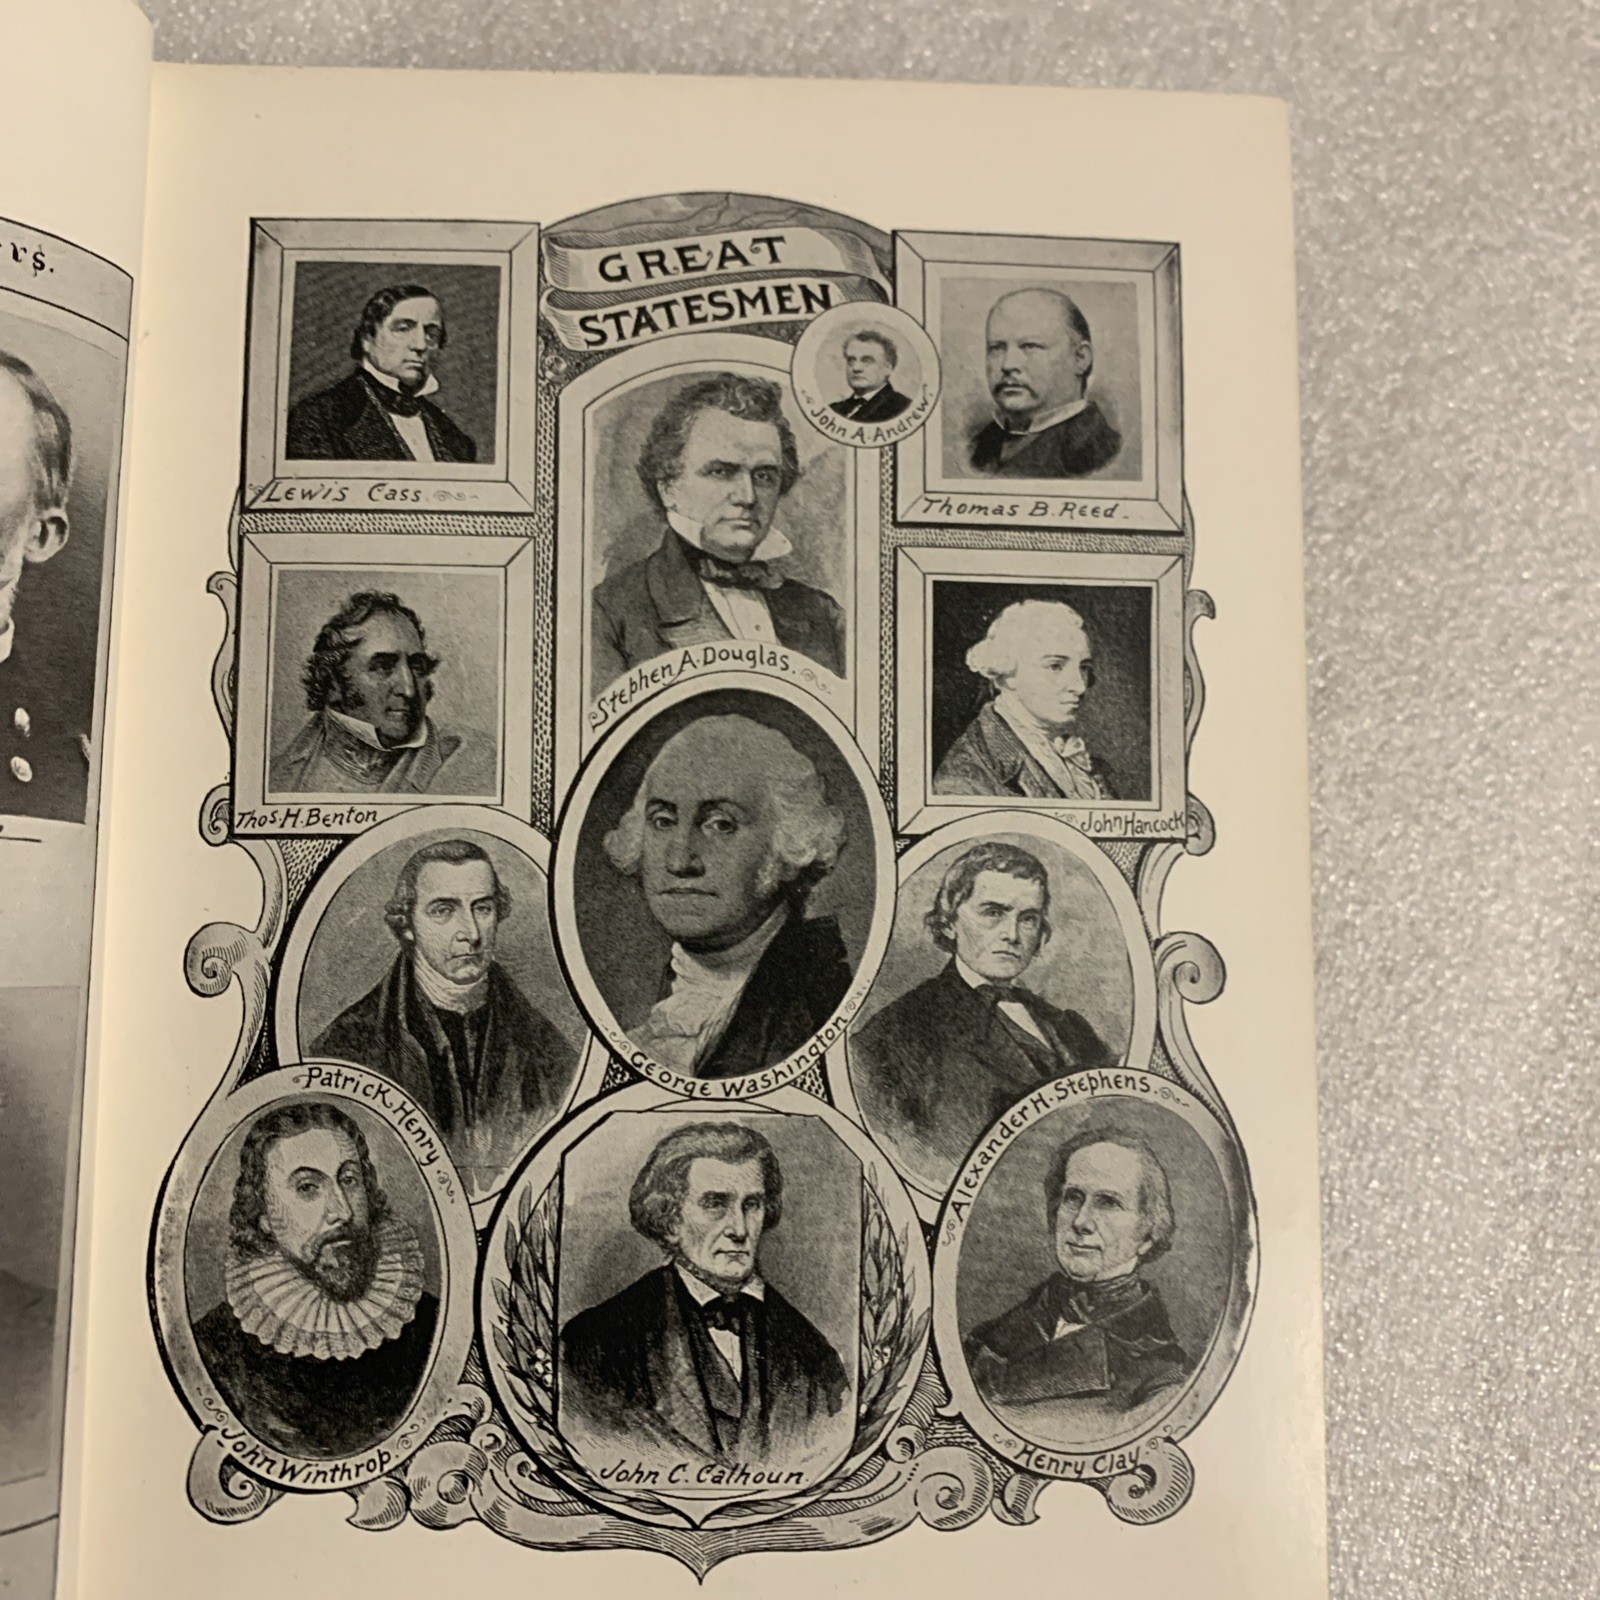 rs.
GREAT
STATESMEN
Lewis Cass.
John A. Andrew.
Thomas B. Reed.
Stephen A. Douglas.
Thos. H. Benton
John Hancock
George Washington
Patrick Henry.
Alexander H. Stephens.
John Winthrop.
John C. Calhoun.
Henry Clay